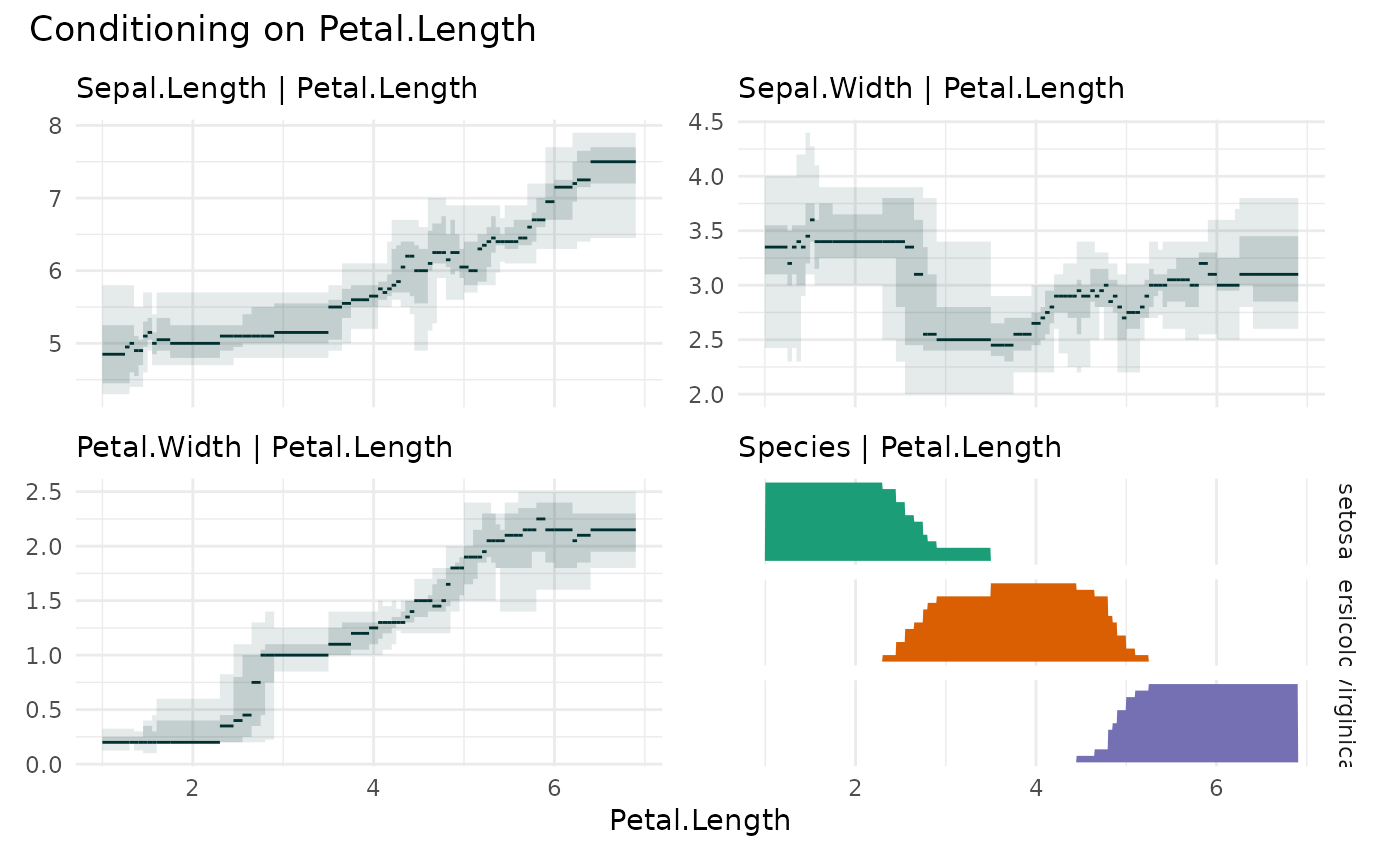 Conditioning on Petal.Length
Sepal.Length | Petal.Length
8
7
6
5
Sepal.Width | Petal.Length
4.5
4.0
3.5
3.0
2.5
2.0
Petal.Width | Petal.Length
2.5
2.0
1.5
1.0
0.5
0.0
2 4 6
Species | Petal.Length
setosa
ersicolc
virginica
2 4 6
Petal.Length